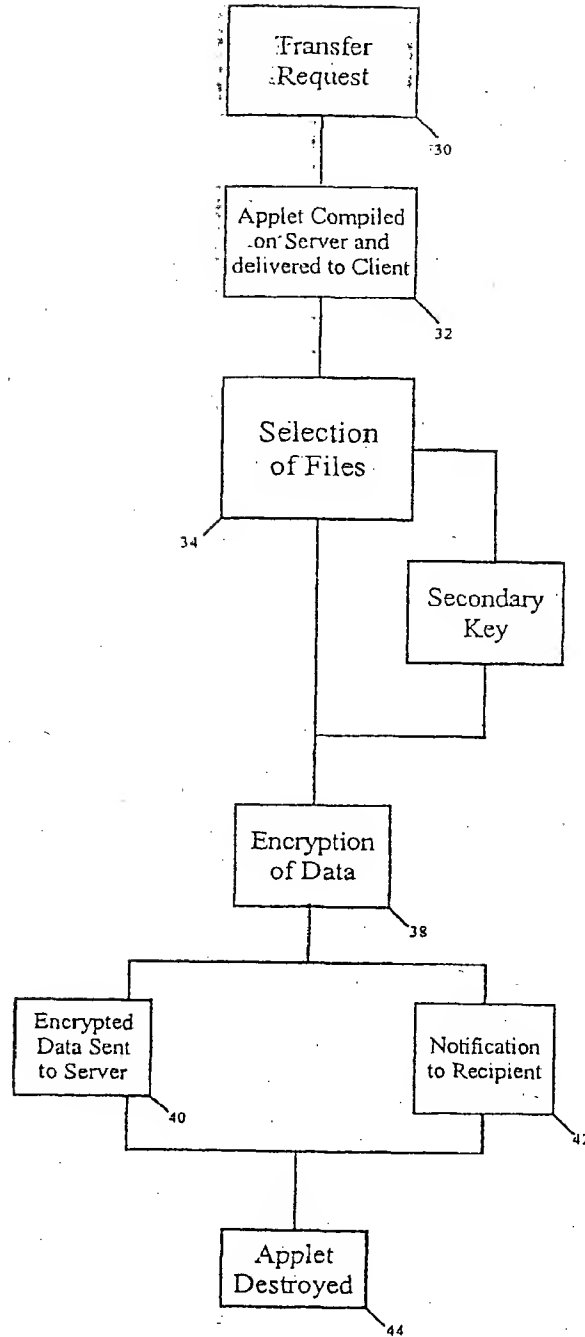 Transfer
Request
30
Applet Compiled
on Server and
delivered to Client
32
Selection
of Files
34
Secondary
Key
Encryption
of Data
38
Encrypted
Data Sent
to Server
40
Notification
to Recipient
42
Applet
Destroyed
44